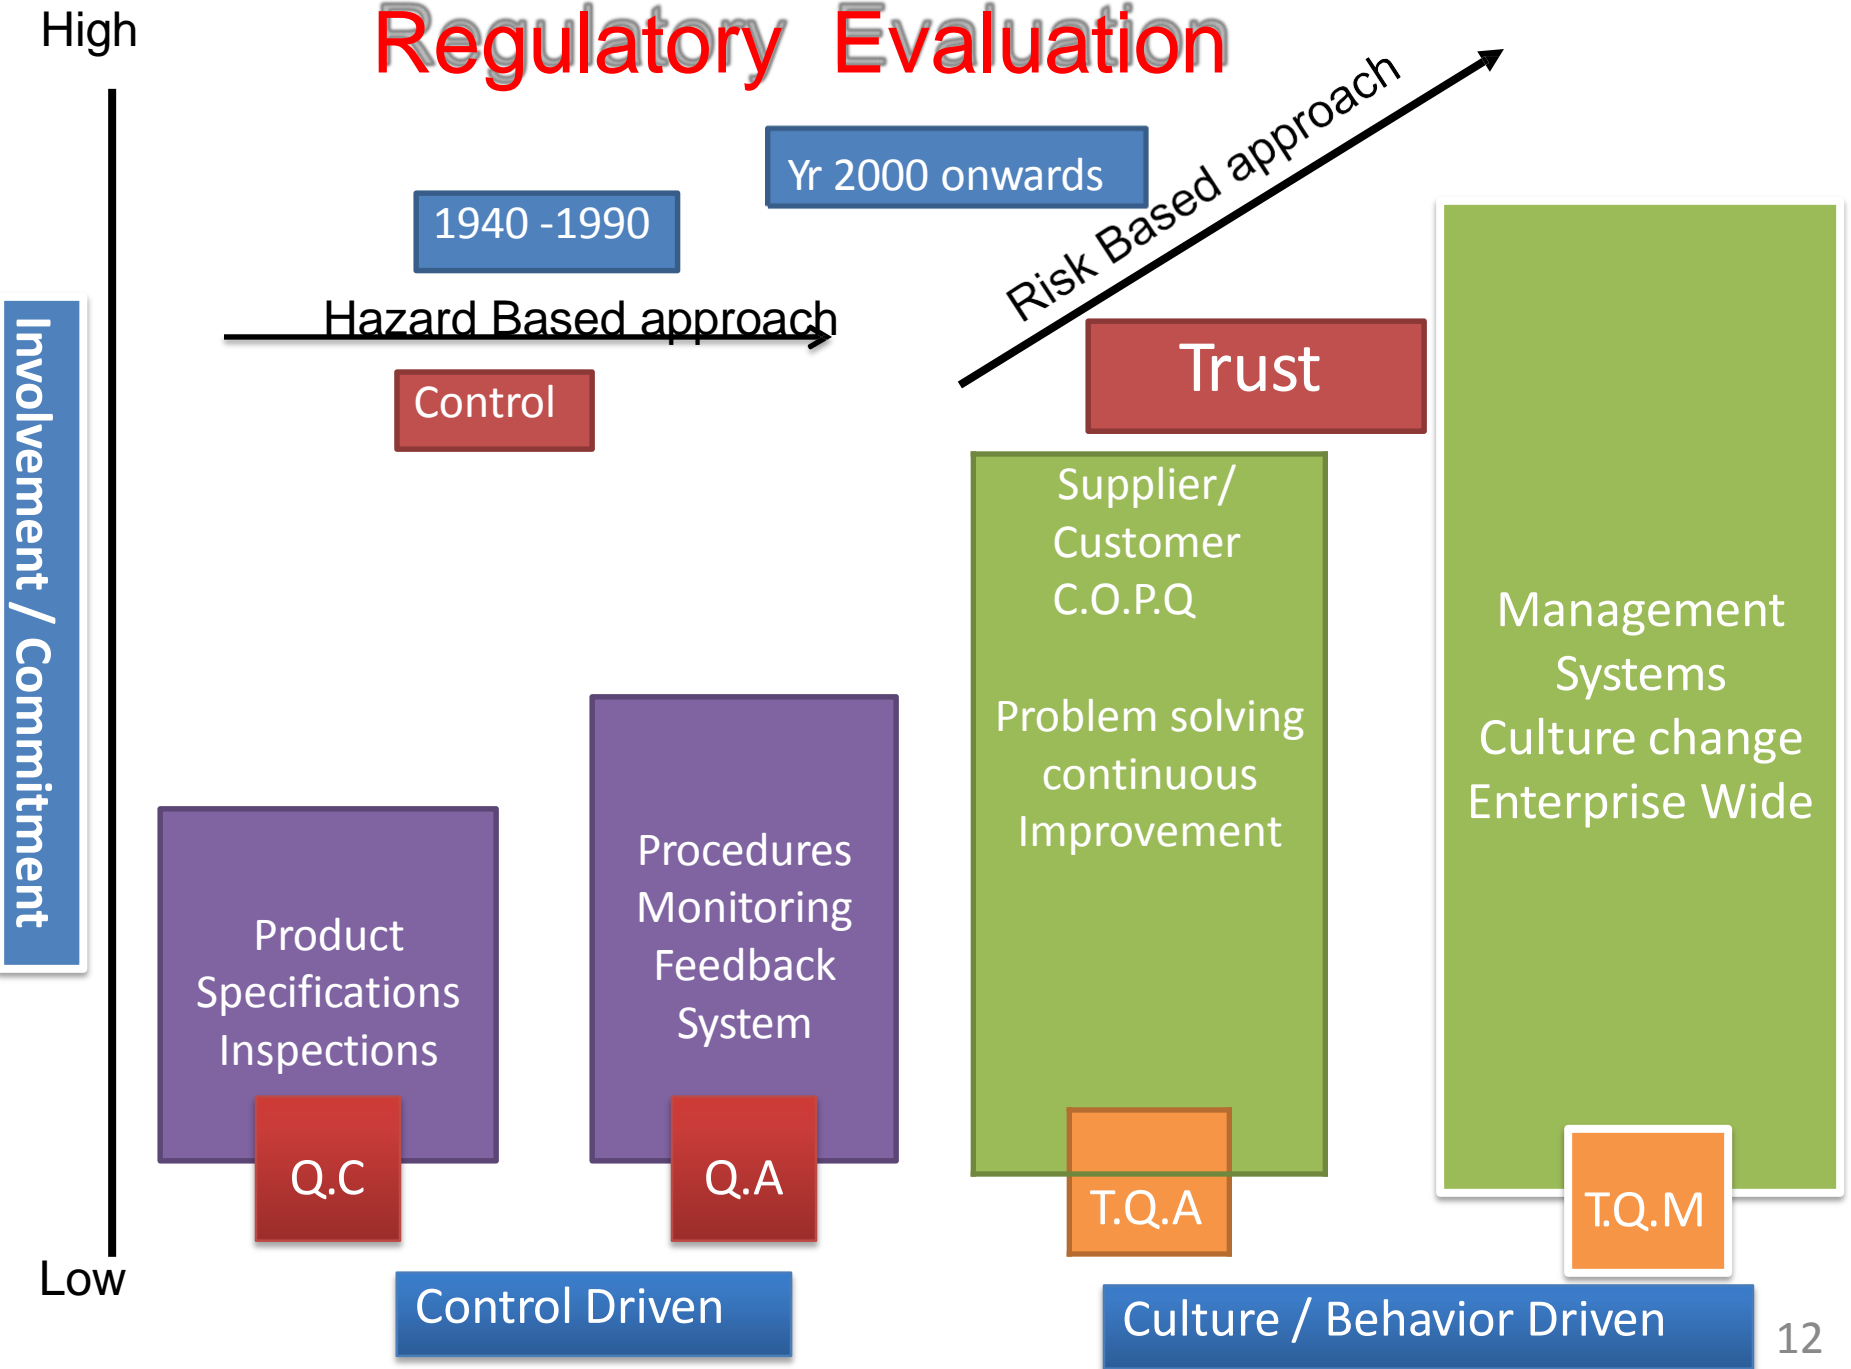 High
Regulatory Evaluation
Yr 2000 onwards
1940 -1990
Risk Based approach
Hazard Based approach
Trust
Control
Involvement / Commitment
Supplier/
Customer
C.O.P.Q
Problem solving
continuous
Improvement
Management
Systems
Culture change
Enterprise Wide
Procedures
Monitoring
Feedback
System
Product
Specifications
Inspections
Q.C
Q.A
T.Q.A
T.Q.M
Low
Control Driven
Culture / Behavior Driven
12